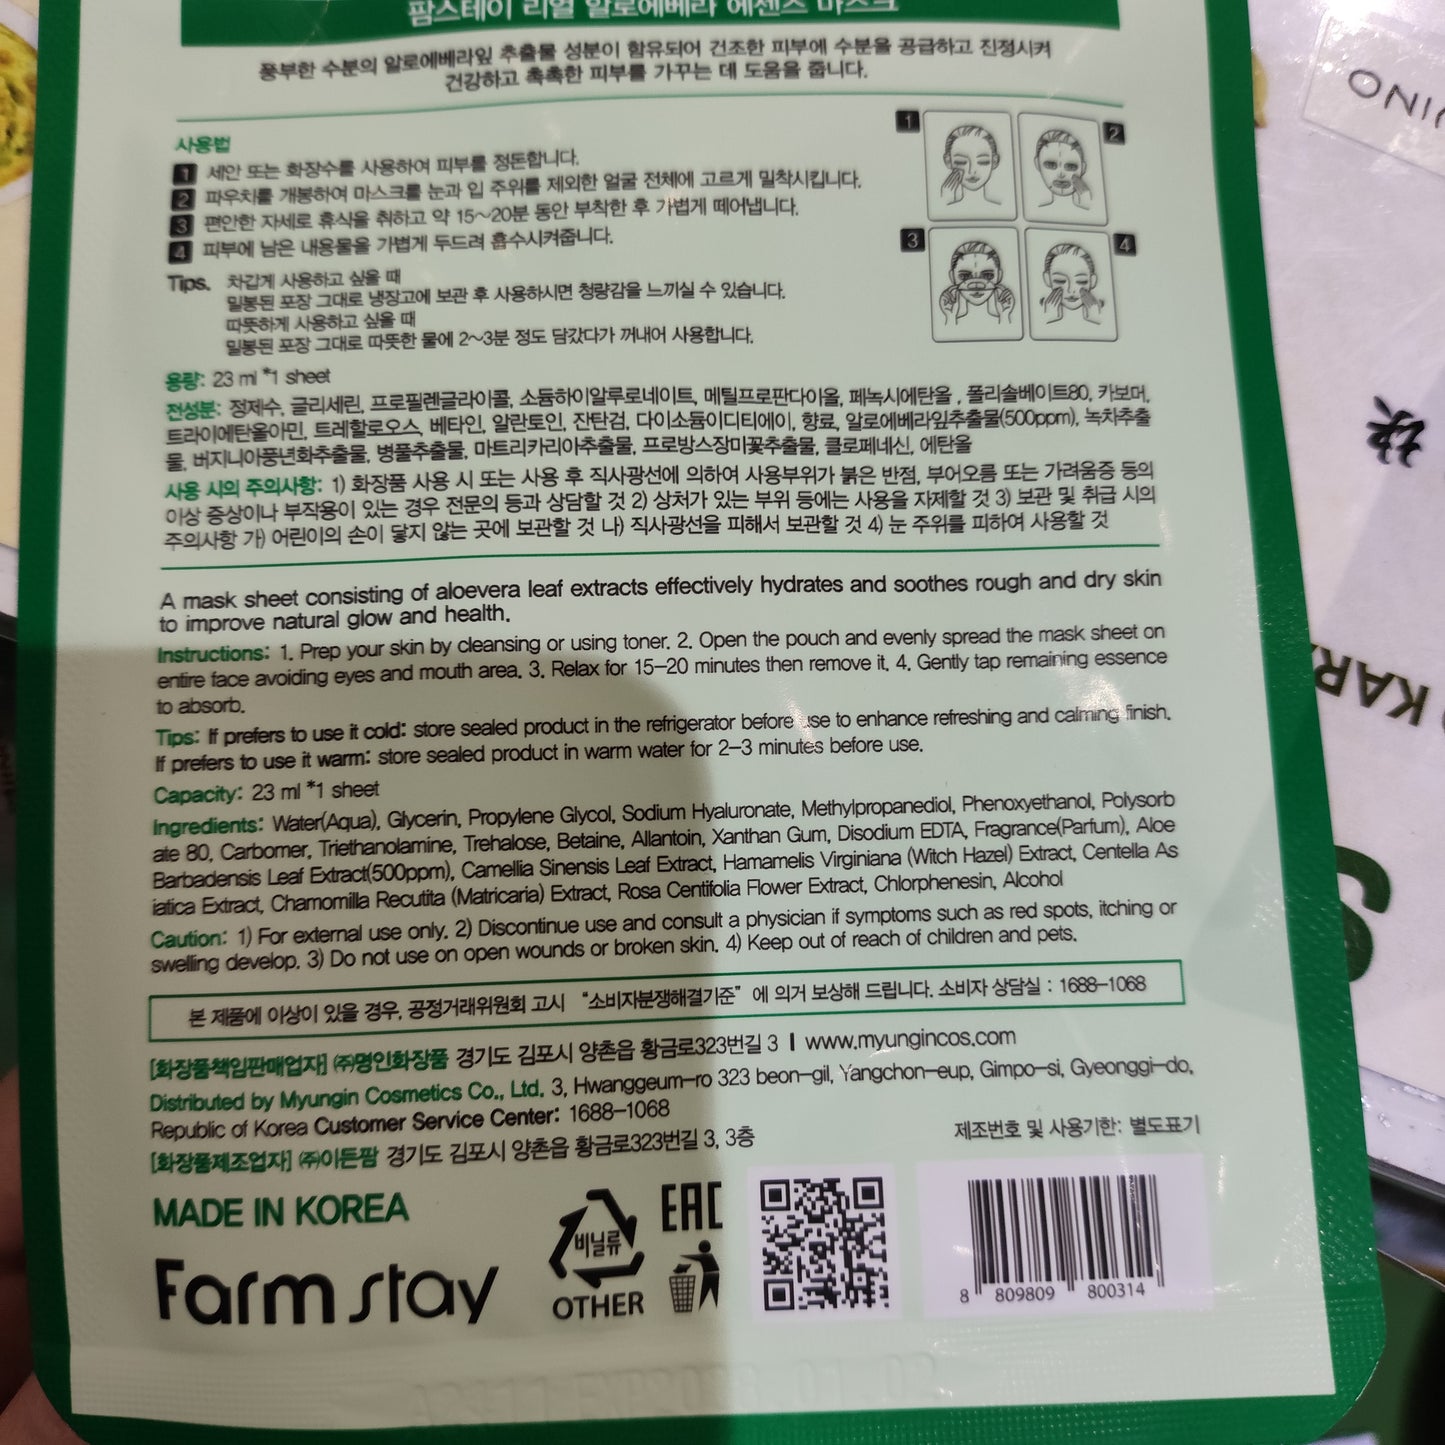 팜스테이 리얼 알로에베라 에센스 마스크
풍부한 수분의 알로에베라잎 추출물 성분이 함유되어 건조한 피부에 수분을 공급하고 진정시켜
건강하고 촉촉한 피부를 가꾸는 데 도움을 줍니다.
사용법
1 세안 또는 화장수를 사용하여 피부를 정돈합니다.
2 파우치를 개봉하여 마스크를 눈과 입 주위를 제외한 얼굴 전체에 고르게 밀착시킵니다.
3 편안한 자세로 휴식을 취하고 약 15~20분 동안 부착한 후 가볍게 떼어냅니다.
4 피부에 남은 내용물을 가볍게 두드려 흡수시켜줍니다.
1 2
3 4
Tips. 차갑게 사용하고 싶을 때
밀봉된 포장 그대로 냉장고에 보관 후 사용하시면 청량감을 느끼실 수 있습니다.
따뜻하게 사용하고 싶을 때
밀봉된 포장 그대로 따뜻한 물에 2~3분 정도 담갔다가 꺼내어 사용합니다.
용량: 23 ml *1 sheet
전성분: 정제수, 글리세린, 프로필렌글라이콜, 소듐하이알루로네이트, 메틸프로판다이올, 페녹시에탄올, 폴리솔베이트80, 카보머,
트라이에탄올아민, 트레할로오스, 베타인, 알란토인, 잔탄검, 다이소듐이디티에이, 향료, 알로에베라잎추출물(500ppm), 녹차추출
물, 버지니아풍년화추출물, 병풀추출물, 마트리카리아추출물, 프로방스장미꽃추출물, 클로페네신, 에탄올
사용 시의 주의사항: 1) 화장품 사용 시 또는 사용 후 직사광선에 의하여 사용부위가 붉은 반점, 부어오름 또는 가려움증 등의
이상 증상이나 부작용이 있는 경우 전문의 등과 상담할 것 2) 상처가 있는 부위 등에는 사용을 자제할 것 3) 보관 및 취급 시의
주의사항 가) 어린이의 손이 닿지 않는 곳에 보관할 것 나) 직사광선을 피해서 보관할 것 4) 눈 주위를 피하여 사용할 것
A mask sheet consisting of aloevera leaf extracts effectively hydrates and soothes rough and dry skin
to improve natural glow and health.
Instructions: 1. Prep your skin by cleansing or using toner. 2. Open the pouch and evenly spread the mask sheet on
entire face avoiding eyes and mouth area. 3. Relax for 15-20 minutes then remove it. 4. Gently tap remaining essence
to absorb.
Tips: If prefers to use it cold: store sealed product in the refrigerator before use to enhance refreshing and calming finish.
If prefers to use it warm: store sealed product in warm water for 2-3 minutes before use.
Capacity: 23 ml *1 sheet
Ingredients: Water(Aqua), Glycerin, Propylene Glycol, Sodium Hyaluronate, Methylpropanediol, Phenoxyethanol, Polysorb
ate 80, Carbomer, Triethanolamine, Trehalose, Betaine, Allantoin, Xanthan Gum, Disodium EDTA, Fragrance(Parfum), Aloe
Barbadensis Leaf Extract(500ppm), Camellia Sinensis Leaf Extract, Hamamelis Virginiana (Witch Hazel) Extract, Centella As
iatica Extract, Chamomilla Recutita (Matricaria) Extract, Rosa Centifolia Flower Extract, Chlorphenesin, Alcohol
Caution: 1) For external use only. 2) Discontinue use and consult a physician if symptoms such as red spots, itching or
swelling develop. 3) Do not use on open wounds or broken skin. 4) Keep out of reach of children and pets.
본 제품에 이상이 있을 경우, 공정거래위원회 고시 "소비자분쟁해결기준" 에 의거 보상해 드립니다. 소비자 상담실 : 1688-1068
[화장품책임판매업자] ㈜명인화장품 경기도 김포시 양촌읍 황금로323번길 3 | www.myungincos.com
Distributed by Myungin Cosmetics Co., Ltd. 3, Hwanggeum-ro 323 beon-gil, Yangchon-eup, Gimpo-si, Gyeonggi-do,
Republic of Korea Customer Service Center: 1688-1068
[화장품제조업자] ㈜이든팜 경기도 김포시 양촌읍 황금로323번길 3, 3층
제조번호 및 사용기한: 별도표기
MADE IN KOREA
Farm stay
비닐류
OTHER
EAC
8 809809 800314